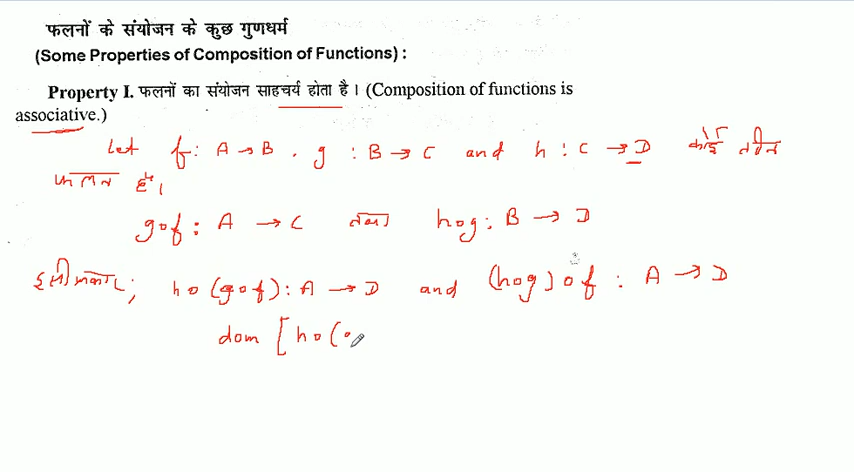 फलनों के संयोजन के कुछ गुणधर्म
(Some Properties of Composition of Functions) :
Property I. फलनों का संयोजन साहचर्य होता है। (Composition of functions is
associative.)
Let f : A → B . g : B → C and h : C → D कोई तीन
फलन हैं।
gof : A → C तथा hog : B → D
इसी प्रकार, ho(gof) : A → D and (hog)of : A → D
dom [ho(